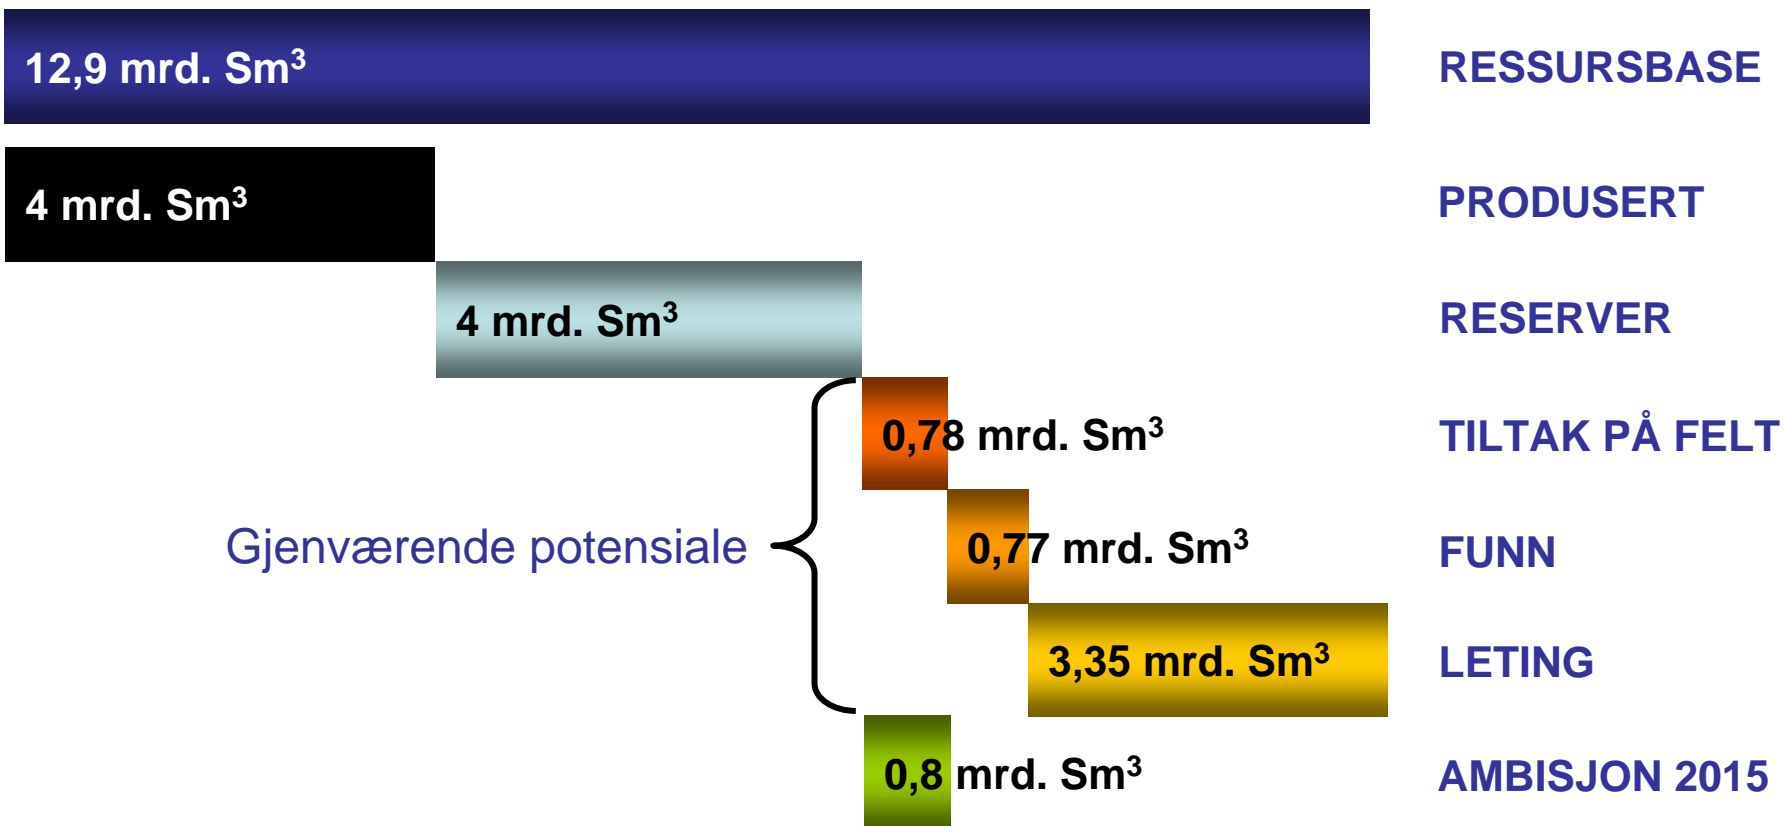 12,9 mrd. Sm³ RESSURSBASE
4 mrd. Sm³ PRODUSERT
4 mrd. Sm³ RESERVER
0,78 mrd. Sm³ TILTAK PÅ FELT
Gjenværende potensiale 0,77 mrd. Sm³ FUNN
3,35 mrd. Sm³ LETING
0,8 mrd. Sm³ AMBISJON 2015